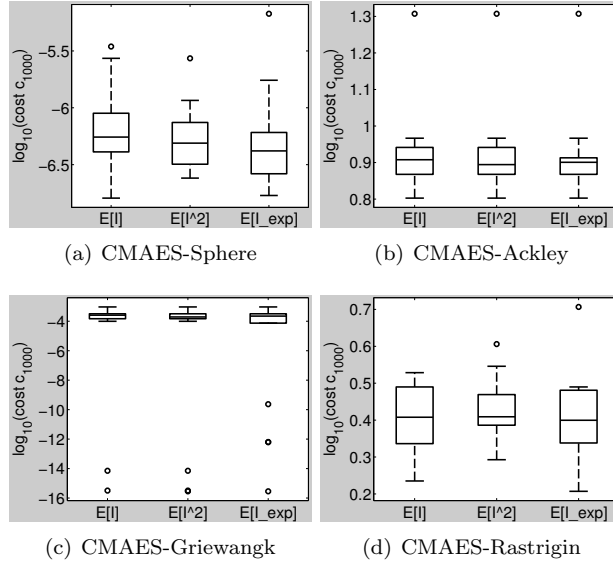 log10(cost c1000)
−5.5
−6
−6.5
E[I] E[I^2] E[I_exp]
(a) CMAES-Sphere
log10(cost c1000)
1.3
1.2
1.1
1
0.9
0.8
E[I] E[I^2] E[I_exp]
(b) CMAES-Ackley
log10(cost c1000)
−4
−6
−8
−10
−12
−14
−16
E[I] E[I^2] E[I_exp]
(c) CMAES-Griewangk
log10(cost c1000)
0.7
0.6
0.5
0.4
0.3
0.2
E[I] E[I^2] E[I_exp]
(d) CMAES-Rastrigin